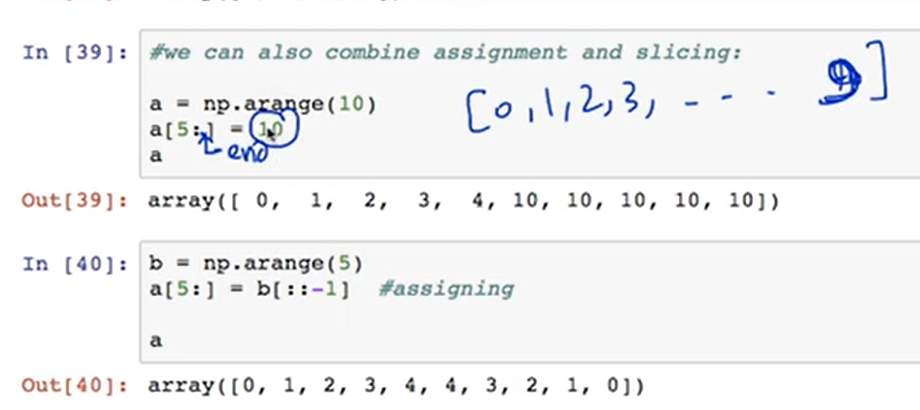 In [39]: #we can also combine assignment and slicing:
a = np.arange(10) [0,1,2,3, - - - 9]
a[5:] = 10
end
a
Out[39]: array([ 0, 1, 2, 3, 4, 10, 10, 10, 10, 10])
In [40]: b = np.arange(5)
a[5:] = b[::-1] #assigning
a
Out[40]: array([0, 1, 2, 3, 4, 4, 3, 2, 1, 0])